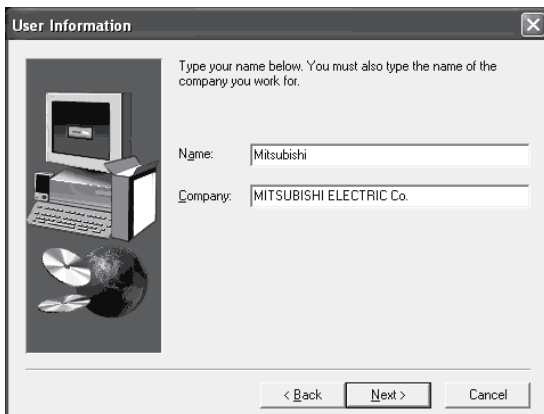 User Information
Type your name below. You must also type the name of the
company you work for.
Name: Mitsubishi
Company: MITSUBISHI ELECTRIC Co.
< Back Next > Cancel